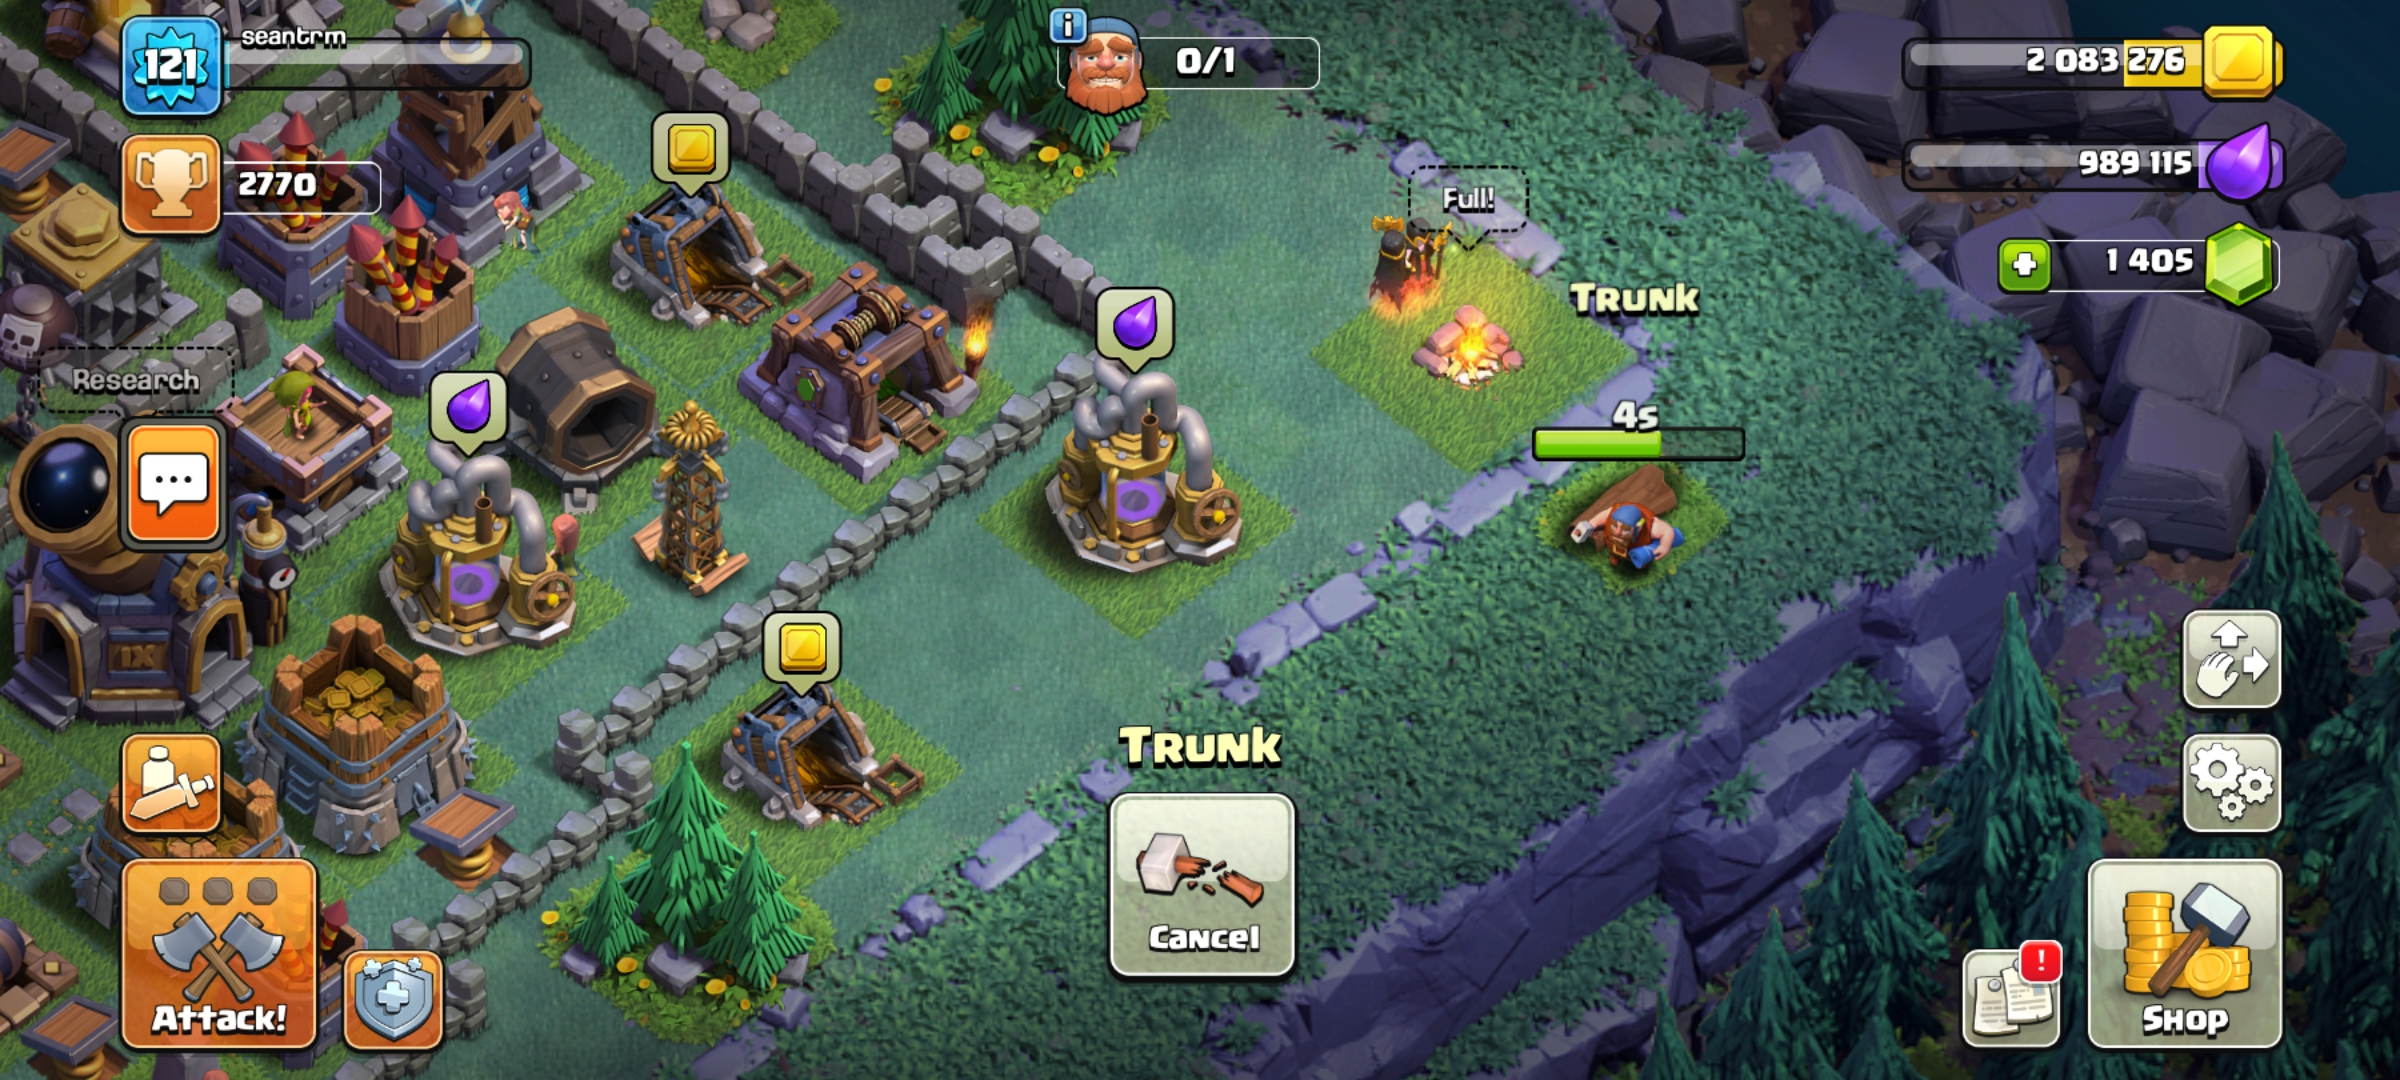 121
seantrm
i
0/1
2 083 276
2770
989 115
Full!
1 405
TRUNK
Research
4s
IX
TRUNK
Cancel
Attack!
!
SHOP